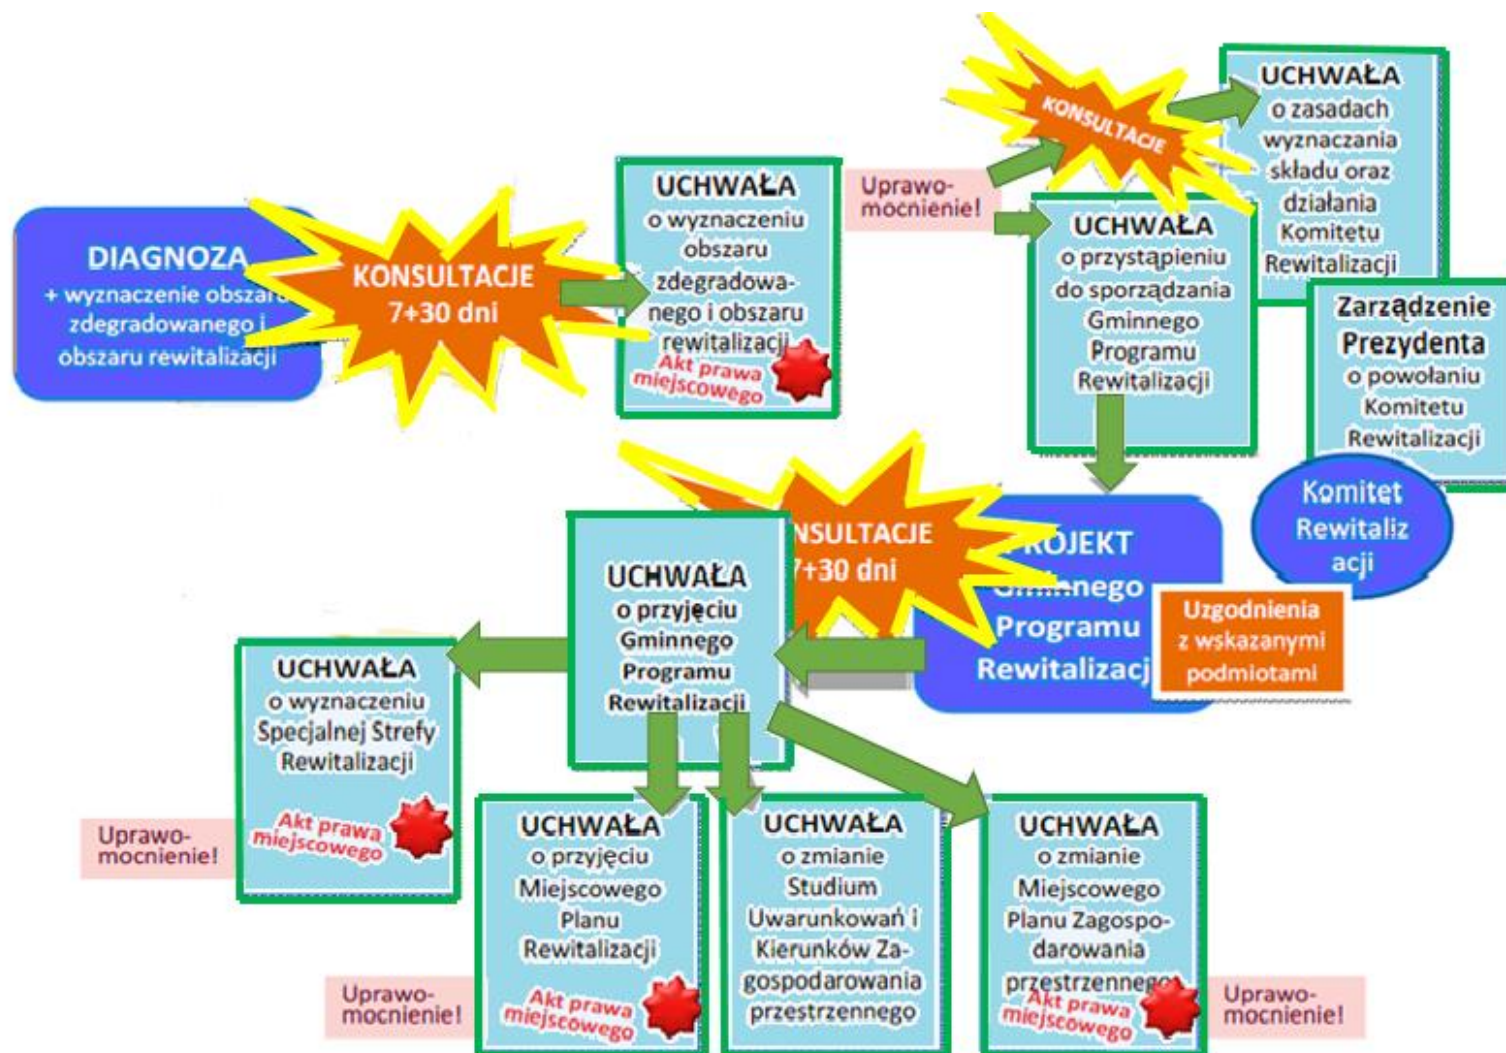 DIAGNOZA
+ wyznaczenie obszaru
zdegradowanego i
obszaru rewitalizacji
KONSULTACJE
7+30 dni
UCHWAŁA
o wyznaczeniu
obszaru
zdegradowa-
nego i obszaru
rewitalizacji
Akt prawa
miejscowego
Uprawo-
mocnienie!
KONSULTACJE
UCHWAŁA
o zasadach
wyznaczania
składu oraz
działania
Komitetu
Rewitalizacji
UCHWAŁA
o przystąpieniu
do sporządzania
Gminnego
Programu
Rewitalizacji
Zarządzenie
Prezydenta
o powołaniu
Komitetu
Rewitalizacji
Komitet
Rewitaliz
acji
PROJEKT
Gminnego
Programu
Rewitalizacj
Uzgodnienia
z wskazanymi
podmiotami
NSULTACJE
7+30 dni
UCHWAŁA
o przyjęciu
Gminnego
Programu
Rewitalizacji
UCHWAŁA
o wyznaczeniu
Specjalnej Strefy
Rewitalizacji
Akt prawa
miejscowego
Uprawo-
mocnienie!
UCHWAŁA
o przyjęciu
Miejscowego
Planu
Rewitalizacji
Akt prawa
miejscowego
Uprawo-
mocnienie!
UCHWAŁA
o zmianie
Studium
Uwarunkowań i
Kierunków Za-
gospodarowania
przestrzennego
UCHWAŁA
o zmianie
Miejscowego
Planu Zagospo-
darowania
przestrzennego
Akt prawa
miejscowego
Uprawo-
mocnienie!